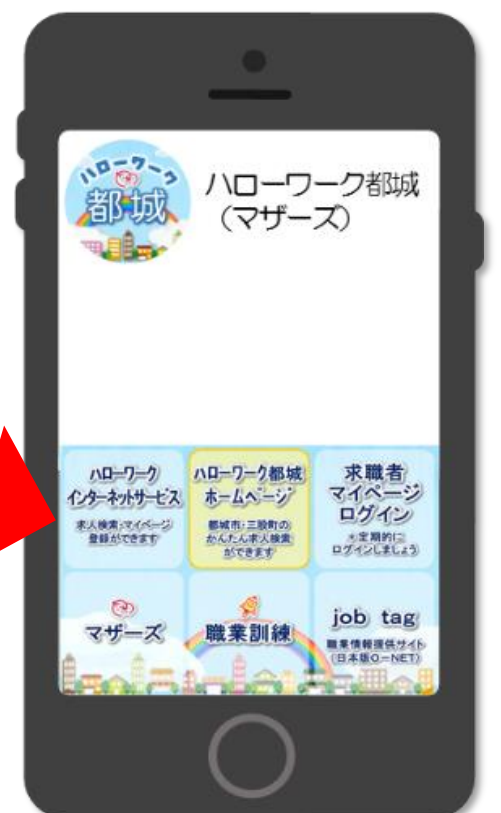 ハローワーク
都城
ハローワーク都城
（マザーズ）
ハローワーク
インターネットサービス
求人検索・マイページ
登録ができます
ハローワーク都城
ホームページ
都城市・三股町の
かんたん求人検索
ができます
求職者
マイページ
ログイン
＊定期的に
ログインしましょう
マザーズ
職業訓練
job tag
職業情報提供サイト
（日本版O-NET）